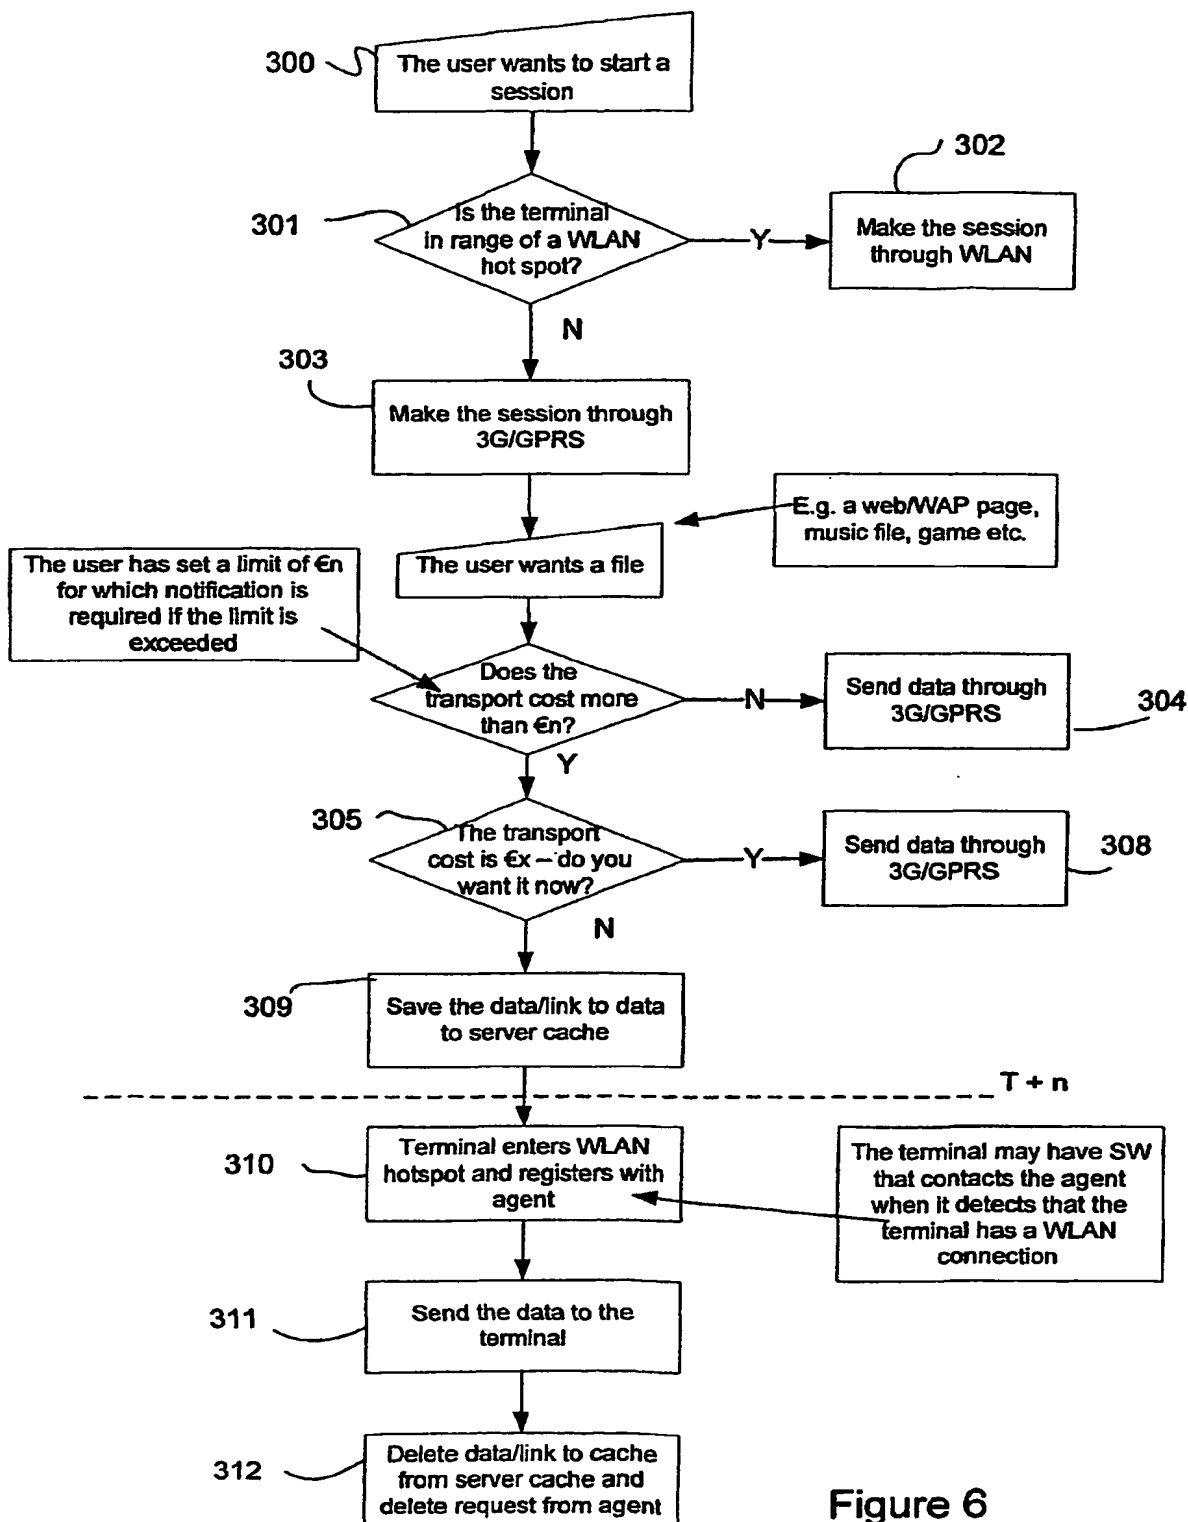 300
The user wants to start a
session
302
301
Is the terminal
in range of a WLAN
hot spot?
Y
Make the session
through WLAN
N
303
Make the session through
3G/GPRS
E.g. a web/WAP page,
music file, game etc.
The user has set a limit of €n
for which notification is
required if the limit is
exceeded
The user wants a file
Does the
transport cost more
than €n?
N
Send data through
3G/GPRS
304
Y
305
The transport
cost is €x – do you
want it now?
Y
Send data through
3G/GPRS
308
N
309
Save the data/link to data
to server cache
T + n
310
Terminal enters WLAN
hotspot and registers with
agent
The terminal may have SW
that contacts the agent
when it detects that the
terminal has a WLAN
connection
311
Send the data to the
terminal
312
Delete data/link to cache
from server cache and
delete request from agent
Figure 6